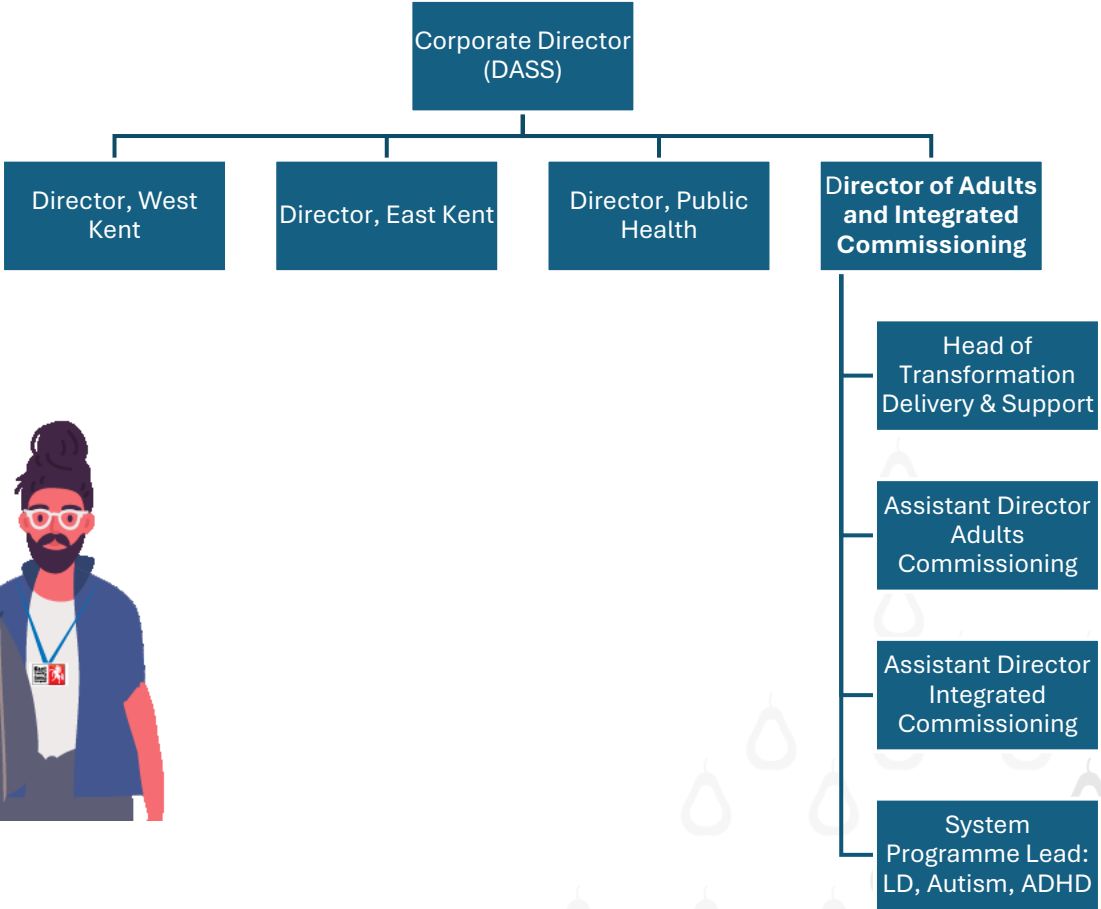 Corporate Director
(DASS)
Director, West
Kent
Director, East Kent
Director, Public
Health
Director of Adults
and Integrated
Commissioning
Head of
Transformation
Delivery & Support
Assistant Director
Adults
Commissioning
Assistant Director
Integrated
Commissioning
System
Programme Lead:
LD, Autism, ADHD